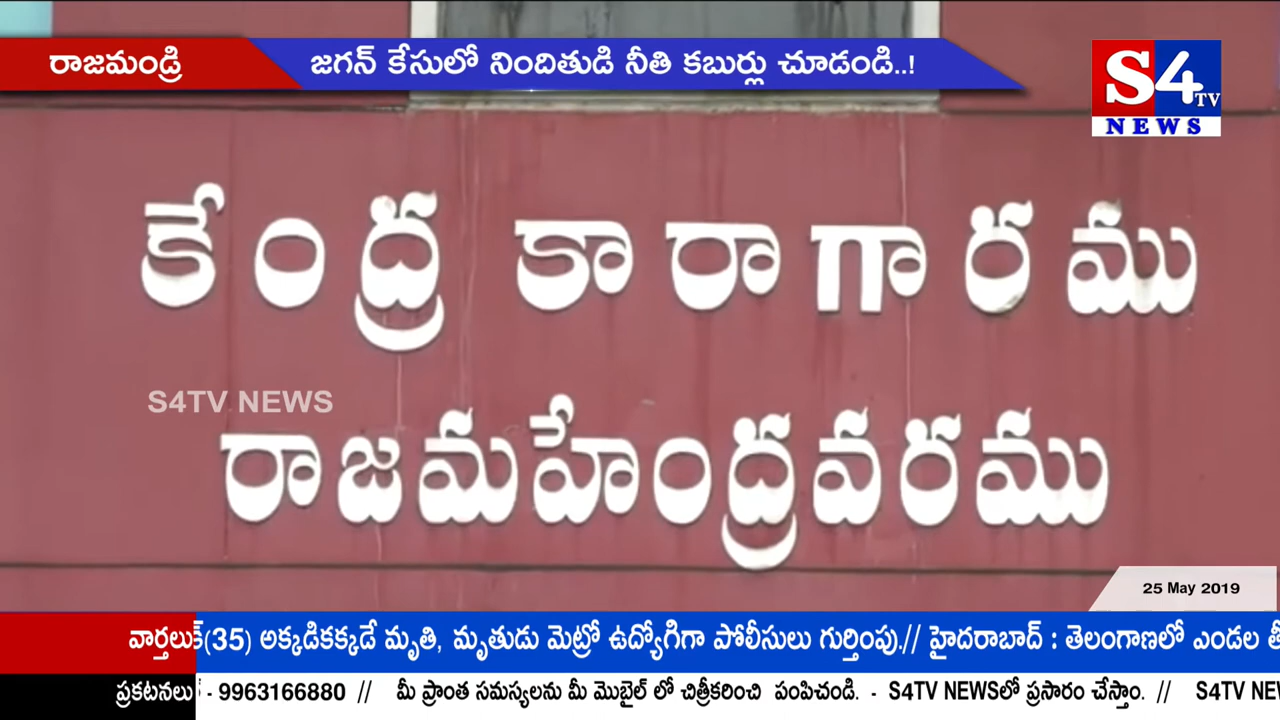 రాజమండ్రి
జగన్ కేసులో నిందితుడి నీతి కబుర్లు చూడండి..!
S4 TV
NEWS
కేంద్ర కారాగారము
S4TV NEWS
రాజమహేంద్రవరము
25 May 2019
వార్తలు (35) అక్కడికక్కడే మృతి, మృతుడు మెట్రో ఉద్యోగిగా పోలీసులు గుర్తింపు.// హైదరాబాద్ : తెలంగాణలో ఎండల
ప్రకటనలు - 9963166880 // మీ ప్రాంత సమస్యలను మీ మొబైల్ లో చిత్రీకరించి పంపిచండి. - S4TV NEWSలో ప్రసారం చేస్తాం. // S4TV